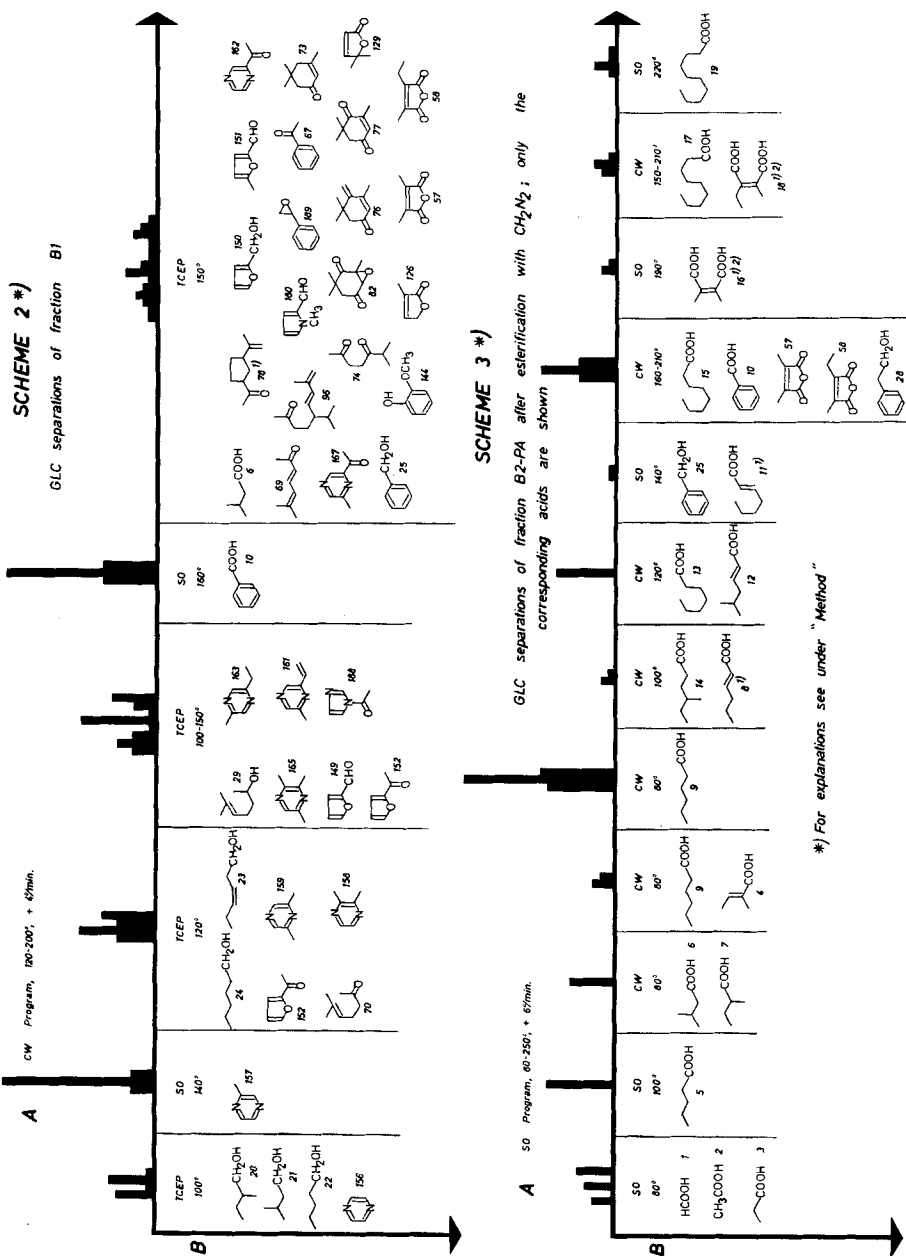 SCHEME 2 *)
GLC separations of fraction B1
A
CW Program, 120-200°, + 4°/min.
B
TCEP
100°
CH₂OH
20
CH₂OH
21
CH₂OH
22
156
SO
140°
157
TCEP
120°
CH₂OH
24
CH₂OH
23
152
159
70
158
TCEP
100-150°
29
OH
163
165
161
CHO
149
188
152
SO
160°
COOH
10
TCEP
150°
COOH
6
69
167
CH₂OH
25
78 1)
96
74
OH
OCH₃
144
CH₂OH
150
CHO
151
162
CHO
CH₃
160
189
67
73
82
76
77
129
126
57
58
SCHEME 3 *)
GLC separations of fraction B2-PA after esterification with CH₂N₂; only the
corresponding acids are shown
A
SO Program, 60-250°, + 6°/min.
B
SO
80°
HCOOH 1
CH₃COOH 2
COOH 3
SO
100°
COOH
5
CW
80°
COOH 6
COOH 7
CW
80°
COOH
9
COOH
4
CW
80°
COOH
9
CW
100°
COOH
14
COOH
8 1)
CW
120°
COOH
13
COOH
12
SO
140°
CH₂OH
25
COOH
11 1)
CW
160-210°
COOH
15
COOH
10
57
58
CH₂OH
28
SO
190°
COOH
COOH
16 1) 2)
CW
150-210°
17
COOH
COOH
COOH
18 1) 2)
SO
220°
COOH
19
*) For explanations see under "Method"